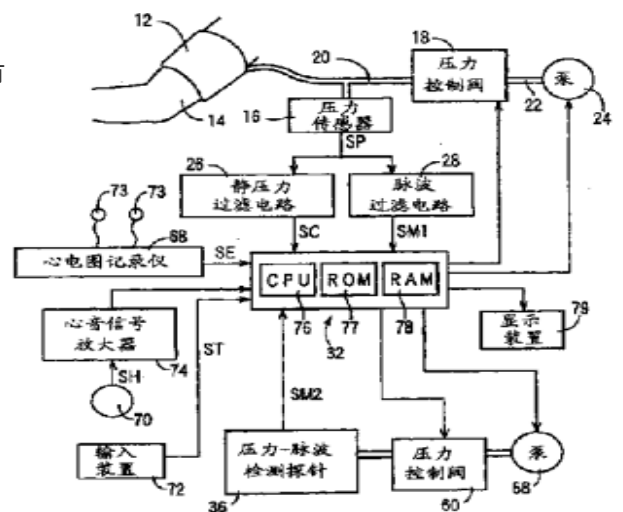 12
14
20
18
压力
控制阀
22
泵
24
16
压力
传感器
SP
26
静压力
过滤电路
28
脉波
过滤电路
73
73
68
心电图记录仪
SE
SC
SM1
CPU
ROM
RAM
76
77
78
32
显示
装置
79
心音信号
放大器
74
SH
70
ST
SM2
输入
装置
72
压力-脉波
检测探针
36
压力
控制阀
60
泵
58